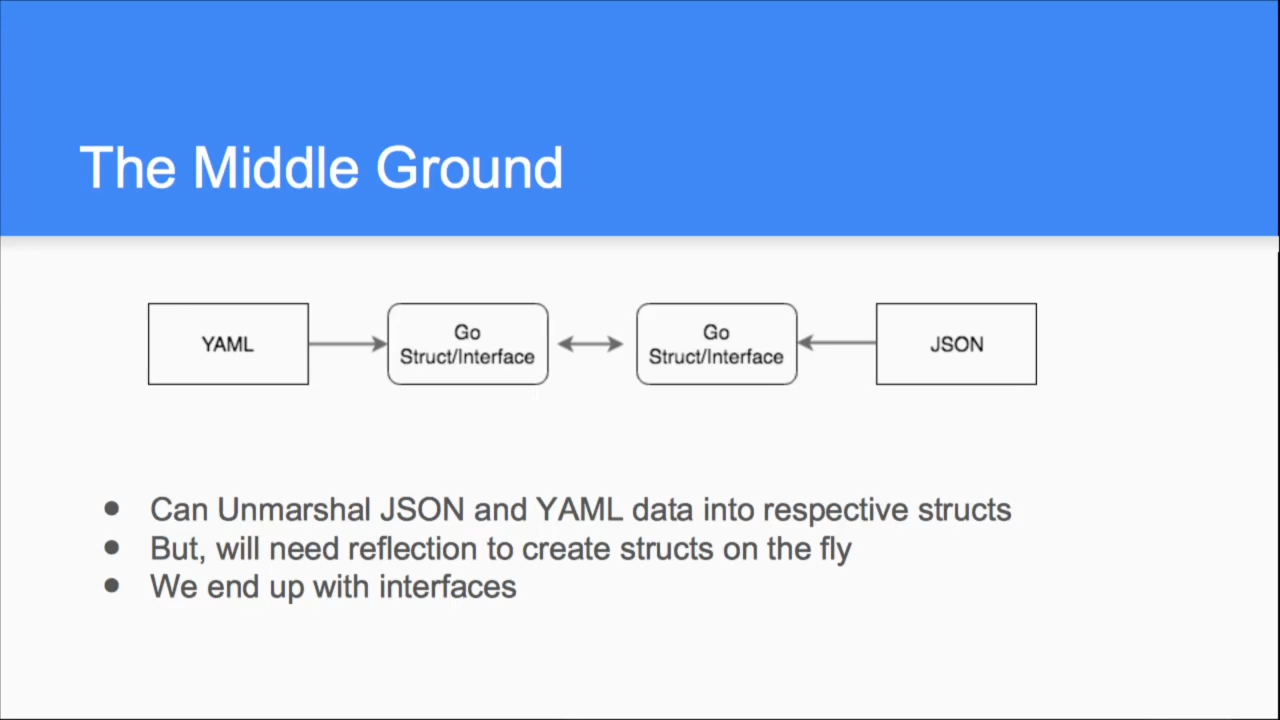 The Middle Ground
YAML
Go
Struct/Interface
Go
Struct/Interface
JSON
● Can Unmarshal JSON and YAML data into respective structs
● But, will need reflection to create structs on the fly
● We end up with interfaces